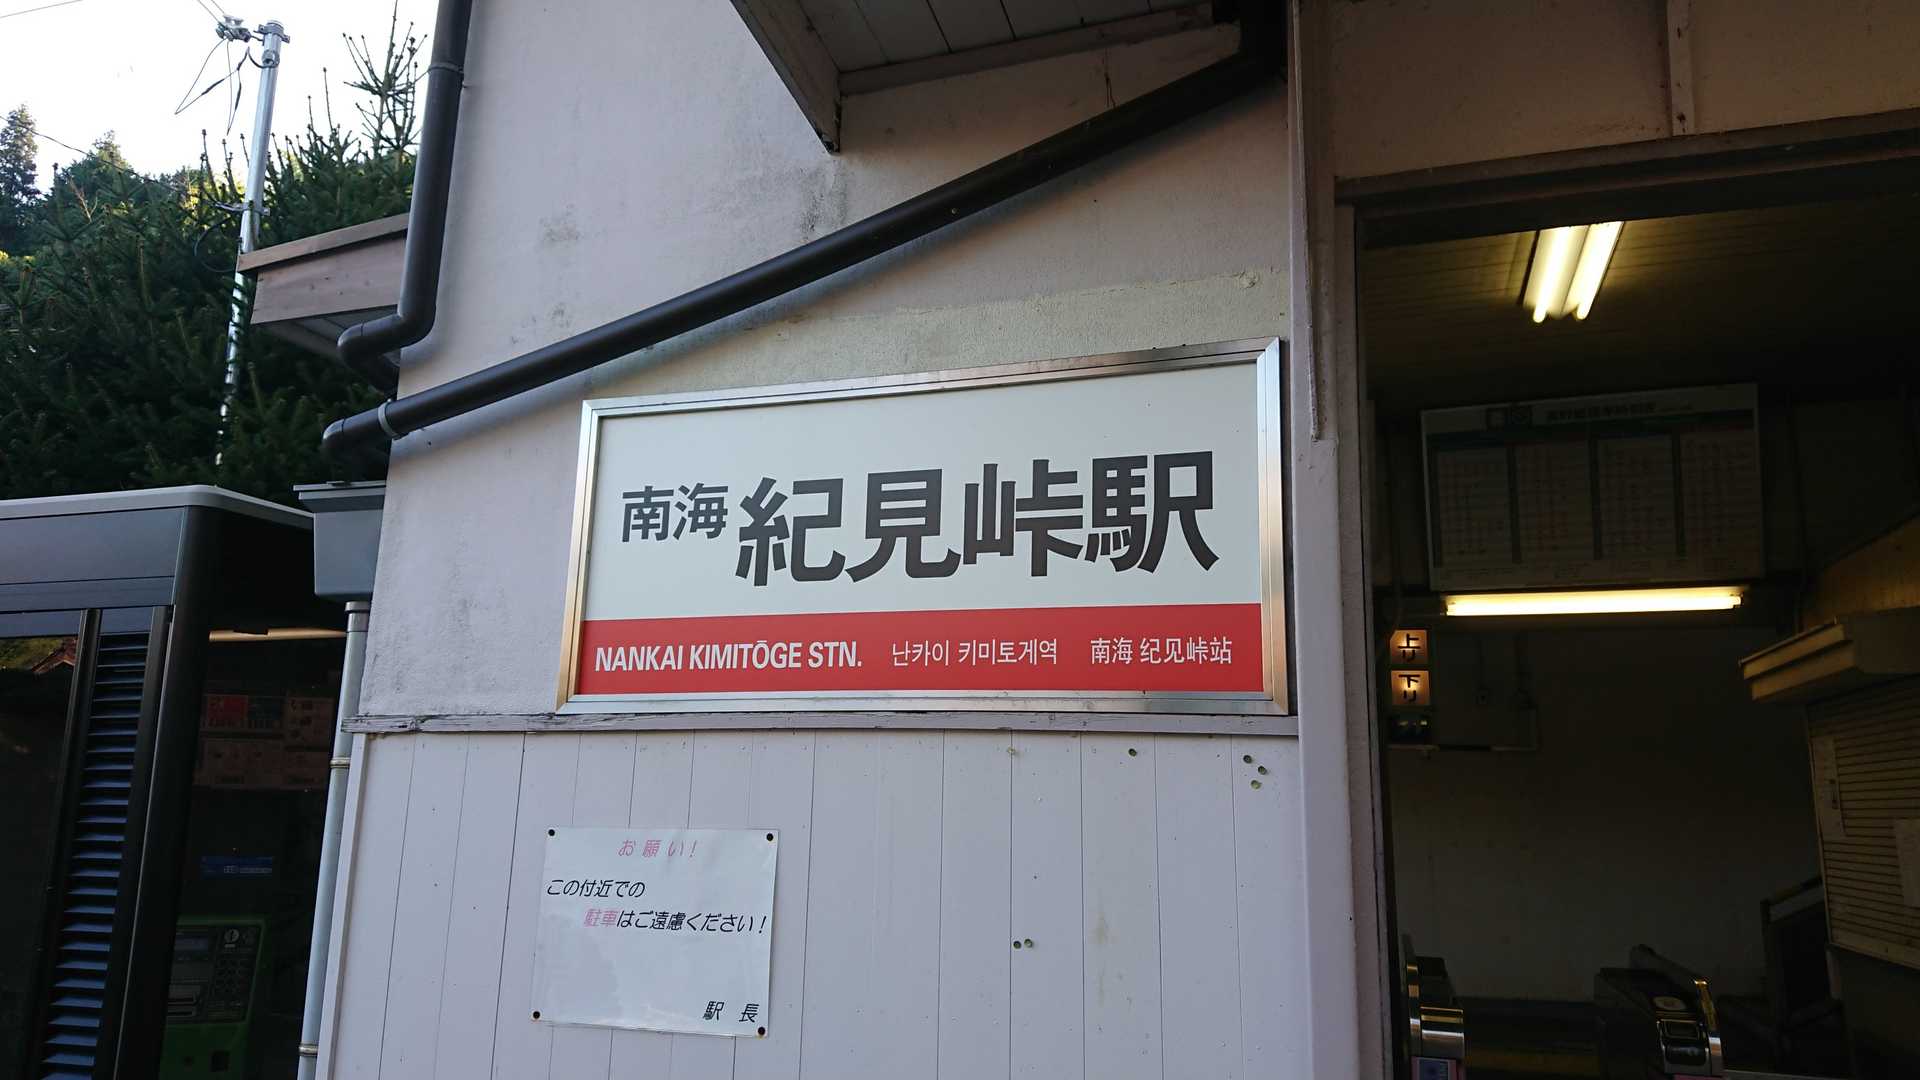 南海 紀見峠駅
NANKAI KIMITŌGE STN. 난카이 키미토게역 南海 纪见峠站
上り
下り
お願い!
この付近での
駐車はご遠慮ください!
駅 長